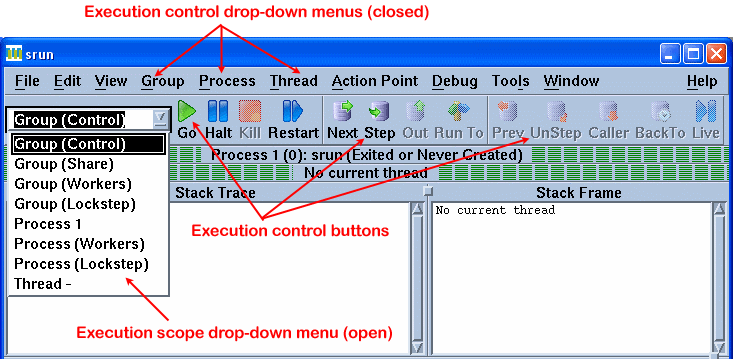 Execution control drop-down menus (closed)
srun
File Edit View Group Process Thread Action Point Debug Tools Window Help
Group (Control)
Go Halt Kill Restart Next Step Out Run To Prev UnStep Caller BackTo Live
Group (Control)
Group (Share)
Group (Workers)
Group (Lockstep)
Process 1
Process (Workers)
Process (Lockstep)
Thread -
Process 1 (0): srun (Exited or Never Created)
No current thread
Stack Trace
Stack Frame
No current thread
Execution control buttons
Execution scope drop-down menu (open)